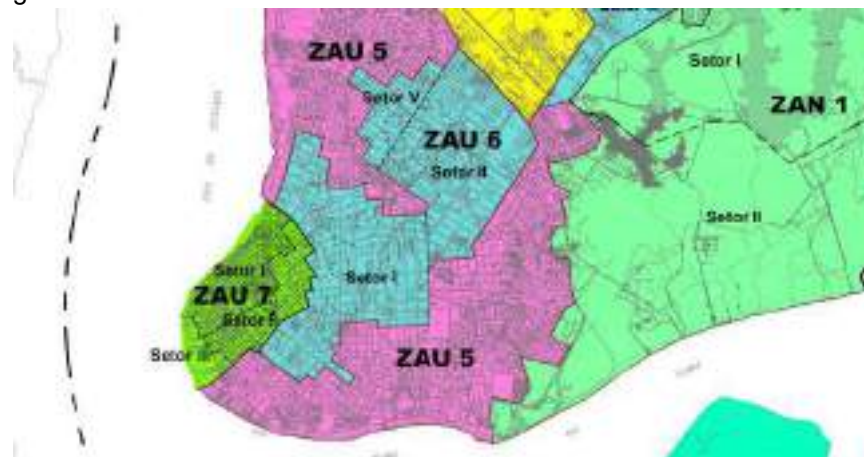 g
ZAU 5
Setor I
Setor V
ZAN 1
ZAU 6
Setor II
Setor II
Setor I
Setor I
ZAU 7
Setor III
ZAU 5